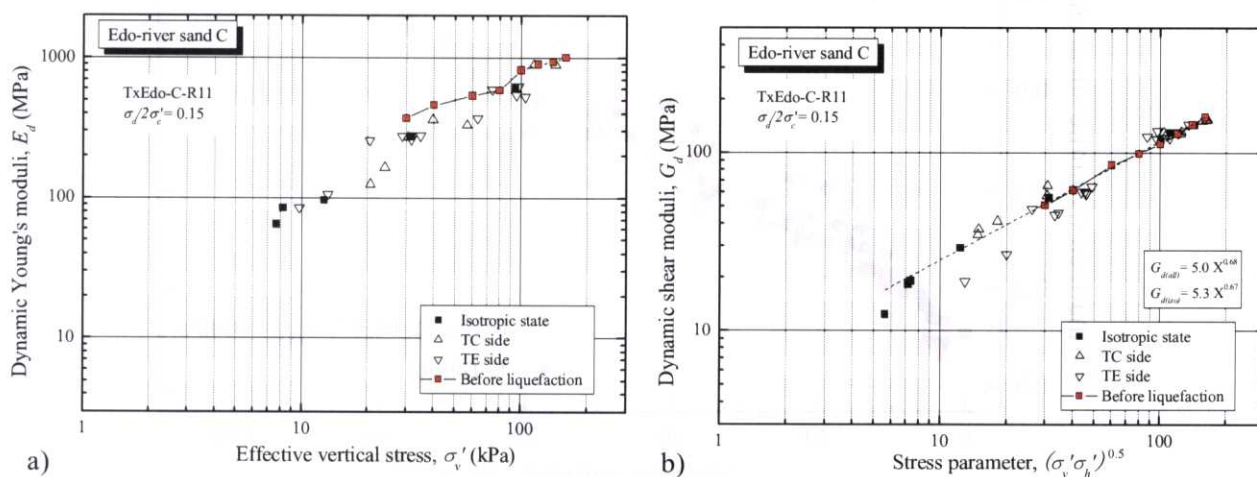 Edo-river sand C
TxEdo-C-R11
σd/2σc'= 0.15
1000
100
10
Dynamic Young's moduli, Ed (MPa)
Isotropic state
TC side
TE side
Before liquefaction
1
10
100
Effective vertical stress, σv' (kPa)
a)
Edo-river sand C
TxEdo-C-R11
σd/2σc'= 0.15
100
10
Dynamic shear moduli, Gd (MPa)
Gd(all)= 5.0 X^0.68
Gd(iso)= 5.3 X^0.67
Isotropic state
TC side
TE side
Before liquefaction
1
10
100
Stress parameter, (σv'σh')^0.5
b)